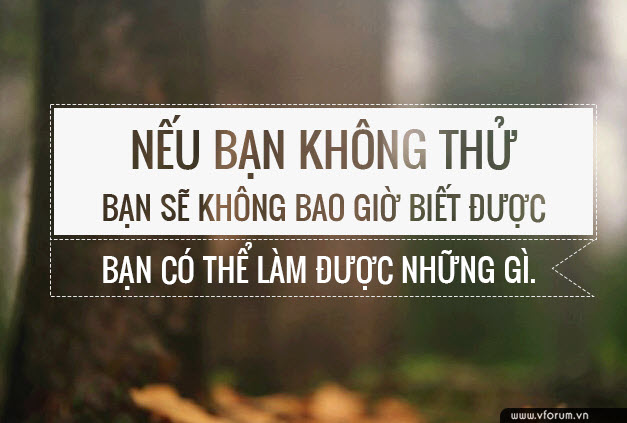 NẾU BẠN KHÔNG THỬ
BẠN SẼ KHÔNG BAO GIỜ BIẾT ĐƯỢC
BẠN CÓ THỂ LÀM ĐƯỢC NHỮNG GÌ.
www.vforum.vn